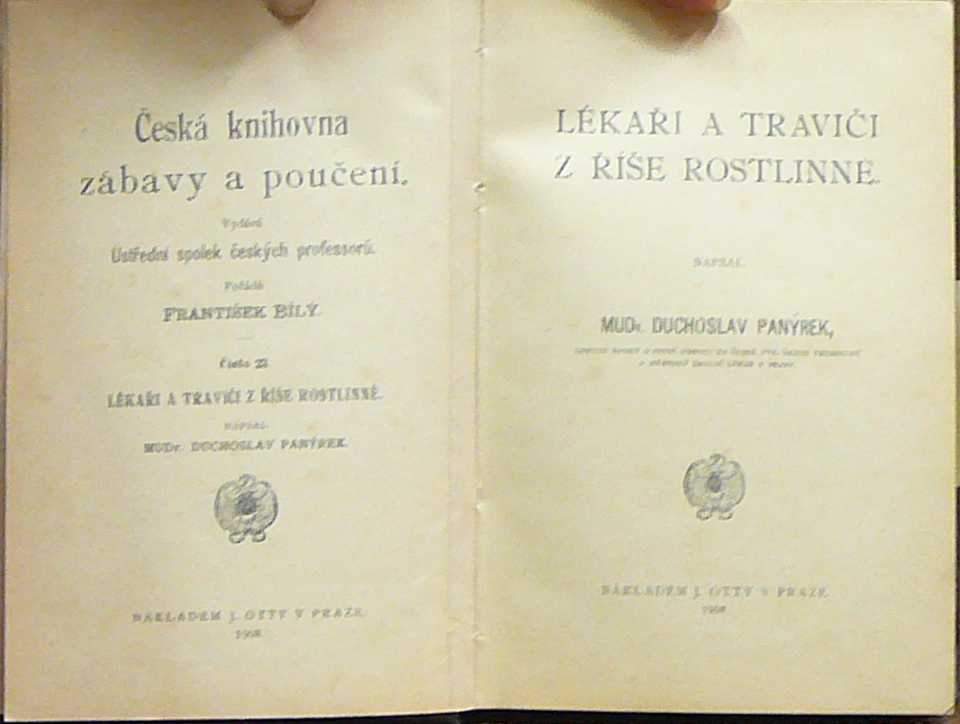 Česká knihovna
zábavy a poučení.
Vydává
Ústřední spolek českých professorů.
Pořádá
FRANTIŠEK BÍLÝ.
Číslo
LÉKAŘI A TRAVIČI Z ŘÍŠE ROSTLINNÉ.
NAPSAL
MUDr. DUCHOSLAV PANÝREK.
NÁKLADEM J. OTTY V PRAZE.
1908.
LÉKAŘI A TRAVIČI
Z ŘÍŠE ROSTLINNÉ.
NAPSAL
MUDr. DUCHOSLAV PANÝREK,
NÁKLADEM J. OTTY V PRAZE.
1908